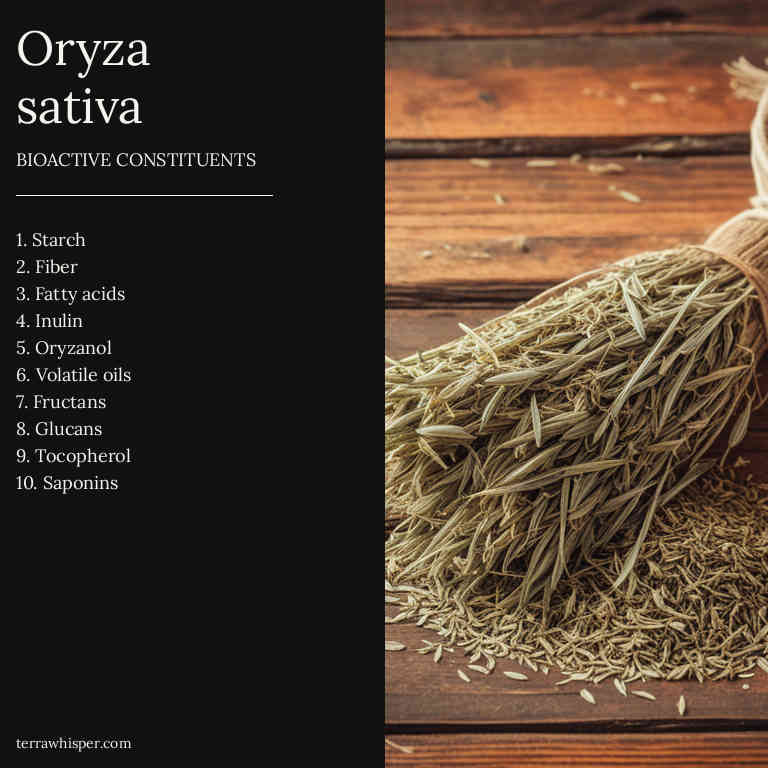 Oryza
sativa
BIOACTIVE CONSTITUENTS
1. Starch
2. Fiber
3. Fatty acids
4. Inulin
5. Oryzanol
6. Volatile oils
7. Fructans
8. Glucans
9. Tocopherol
10. Saponins
terrawhisper.com